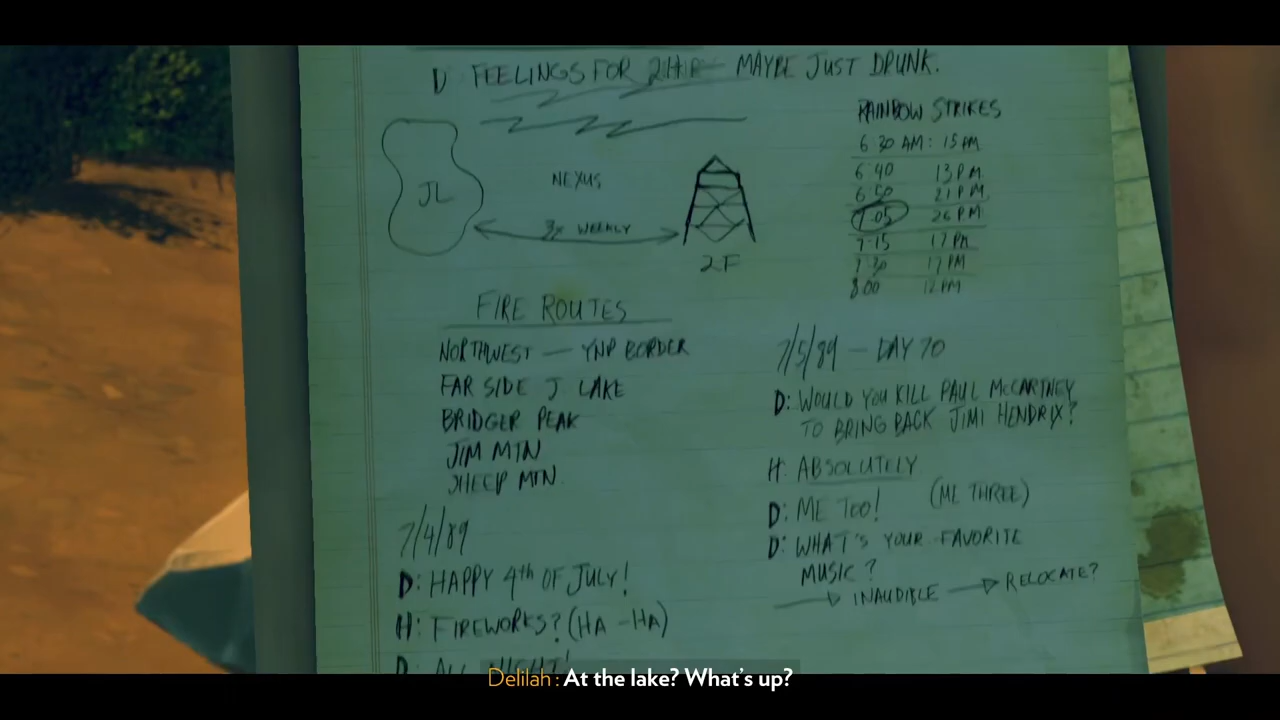 D: FEELINGS FOR MAYBE JUST DRUNK.
JL
NEXUS
3x WEEKLY
2F
RAINBOW STRIKES
6 30 AM: 15 PM
6 40 13 PM
6 50 21 PM
7 05 26 PM
7 15 17 PM
7 30 17 PM
8 00 12 PM
FIRE ROUTES
NORTHWEST — YNP BORDER
FAR SIDE J. LAKE
BRIDGER PEAK
JIM MTN
SHEEP MTN.
7/4/89
D: HAPPY 4th OF JULY!
H: FIREWORKS? (HA-HA)
D: ALL NIGHT!
7/5/89 — DAY 70
D: WOULD YOU KILL PAUL McCARTNEY
TO BRING BACK JIMI HENDRIX?
H: ABSOLUTELY
D: ME TOO! (ME THREE)
D: WHAT'S YOUR FAVORITE
MUSIC?
→ INAUDIBLE → RELOCATE?
Delilah: At the lake? What's up?